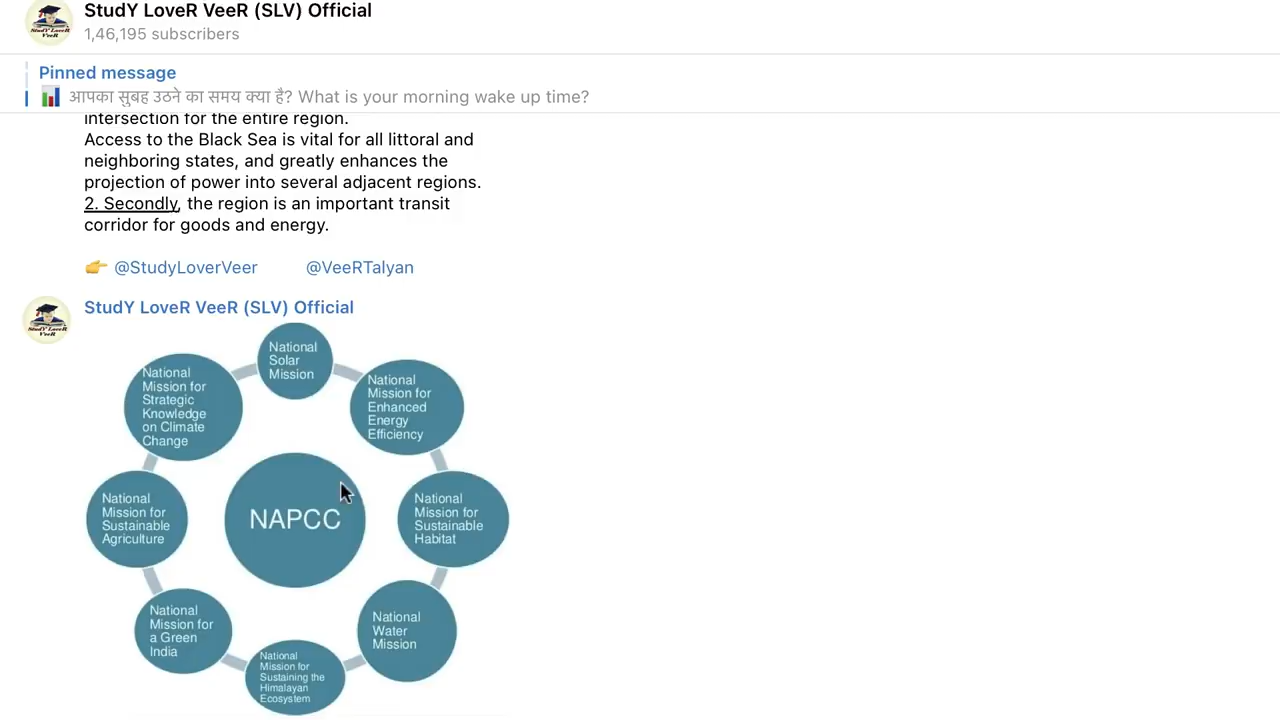 StudY LoveR VeeR (SLV) Official
1,46,195 subscribers
Pinned message
📊 आपका सुबह उठने का समय क्या है? What is your morning wake up time?
intersection for the entire region.
Access to the Black Sea is vital for all littoral and
neighboring states, and greatly enhances the
projection of power into several adjacent regions.
2. Secondly, the region is an important transit
corridor for goods and energy.
👉 @StudyLoverVeer @VeeRTalyan
StudY LoveR VeeR (SLV) Official
National
Solar
Mission
National
Mission for
Enhanced
Energy
Efficiency
National
Mission for
Sustainable
Habitat
National
Water
Mission
National
Mission for
Sustaining the
Himalayan
Ecosystem
National
Mission for
a Green
India
National
Mission for
Sustainable
Agriculture
National
Mission for
Strategic
Knowledge
on Climate
Change
NAPCC